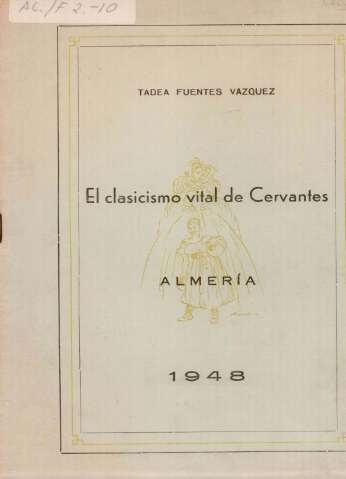 AL./F 2.-10
TADEA FUENTES VAZQUEZ
El clasicismo vital de Cervantes
ALMERÍA
1948